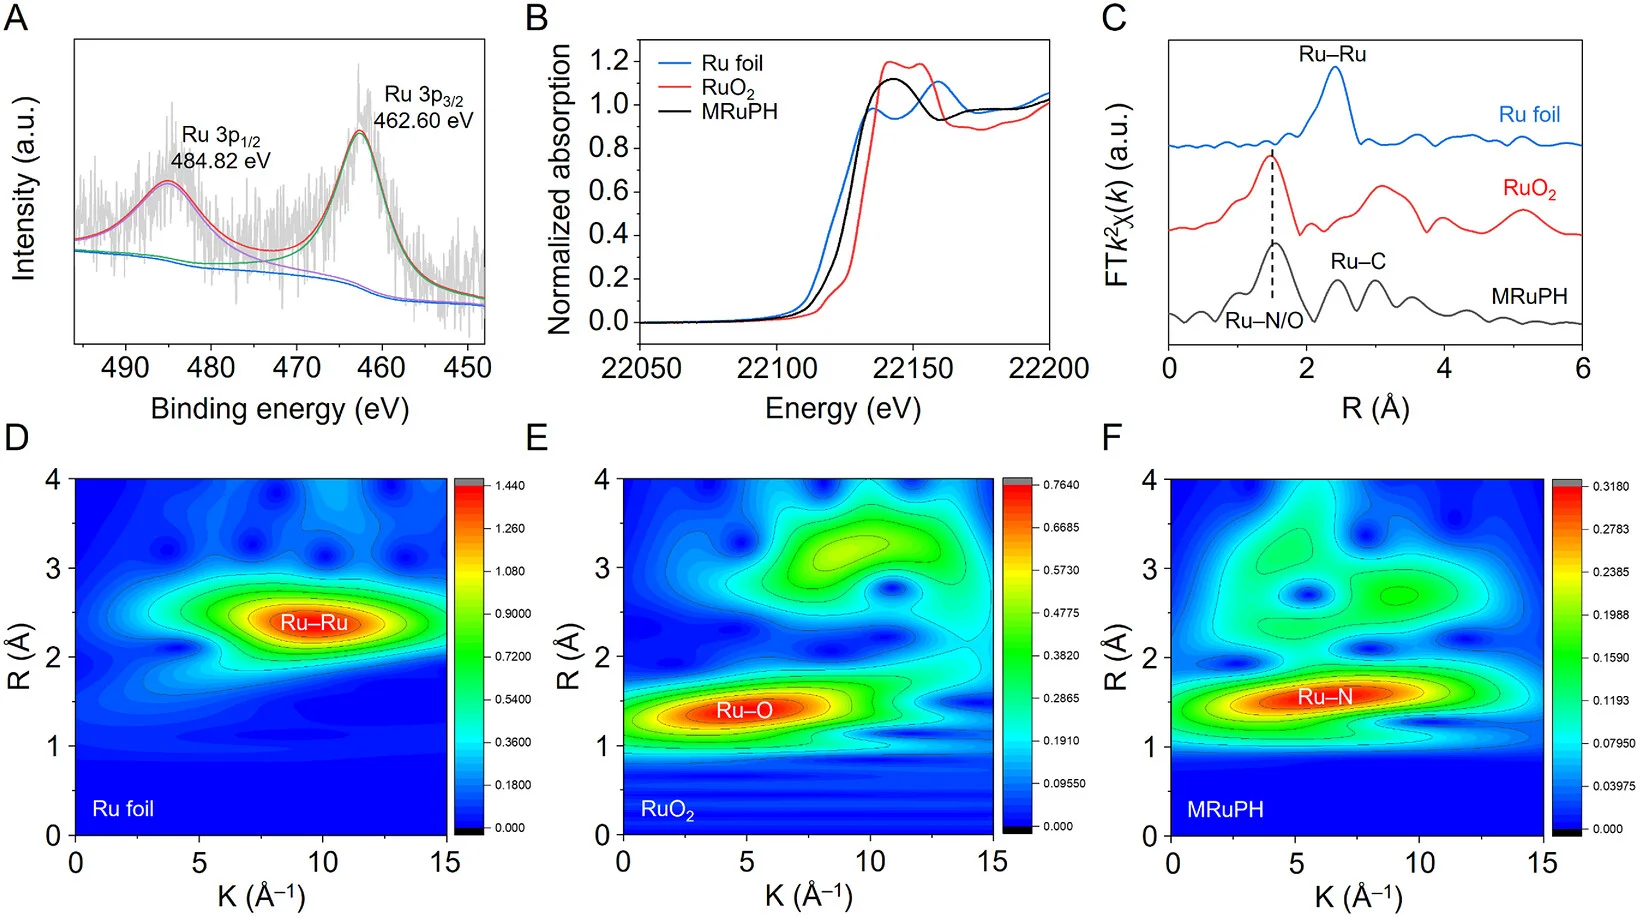 A
Intensity (a.u.)
Ru 3p1/2
484.82 eV
Ru 3p3/2
462.60 eV
490
480
470
460
450
Binding energy (eV)
B
Normalized absorption
1.2
1.0
0.8
0.6
0.4
0.2
0.0
Ru foil
RuO2
MRuPH
22050
22100
22150
22200
Energy (eV)
C
FTk²χ(k) (a.u.)
Ru–Ru
Ru foil
RuO2
Ru–C
MRuPH
Ru–N/O
0
2
4
6
R (Å)
D
R (Å)
4
3
2
1
0
Ru–Ru
Ru foil
0
5
10
15
K (Å⁻¹)
1.440
1.260
1.080
0.9000
0.7200
0.5400
0.3600
0.1800
0.000
E
R (Å)
4
3
2
1
0
Ru–O
RuO2
0
5
10
15
K (Å⁻¹)
0.7640
0.6685
0.5730
0.4775
0.3820
0.2865
0.1910
0.09550
0.000
F
R (Å)
4
3
2
1
0
Ru–N
MRuPH
0
5
10
15
K (Å⁻¹)
0.3180
0.2783
0.2385
0.1988
0.1590
0.1193
0.07950
0.03975
0.000